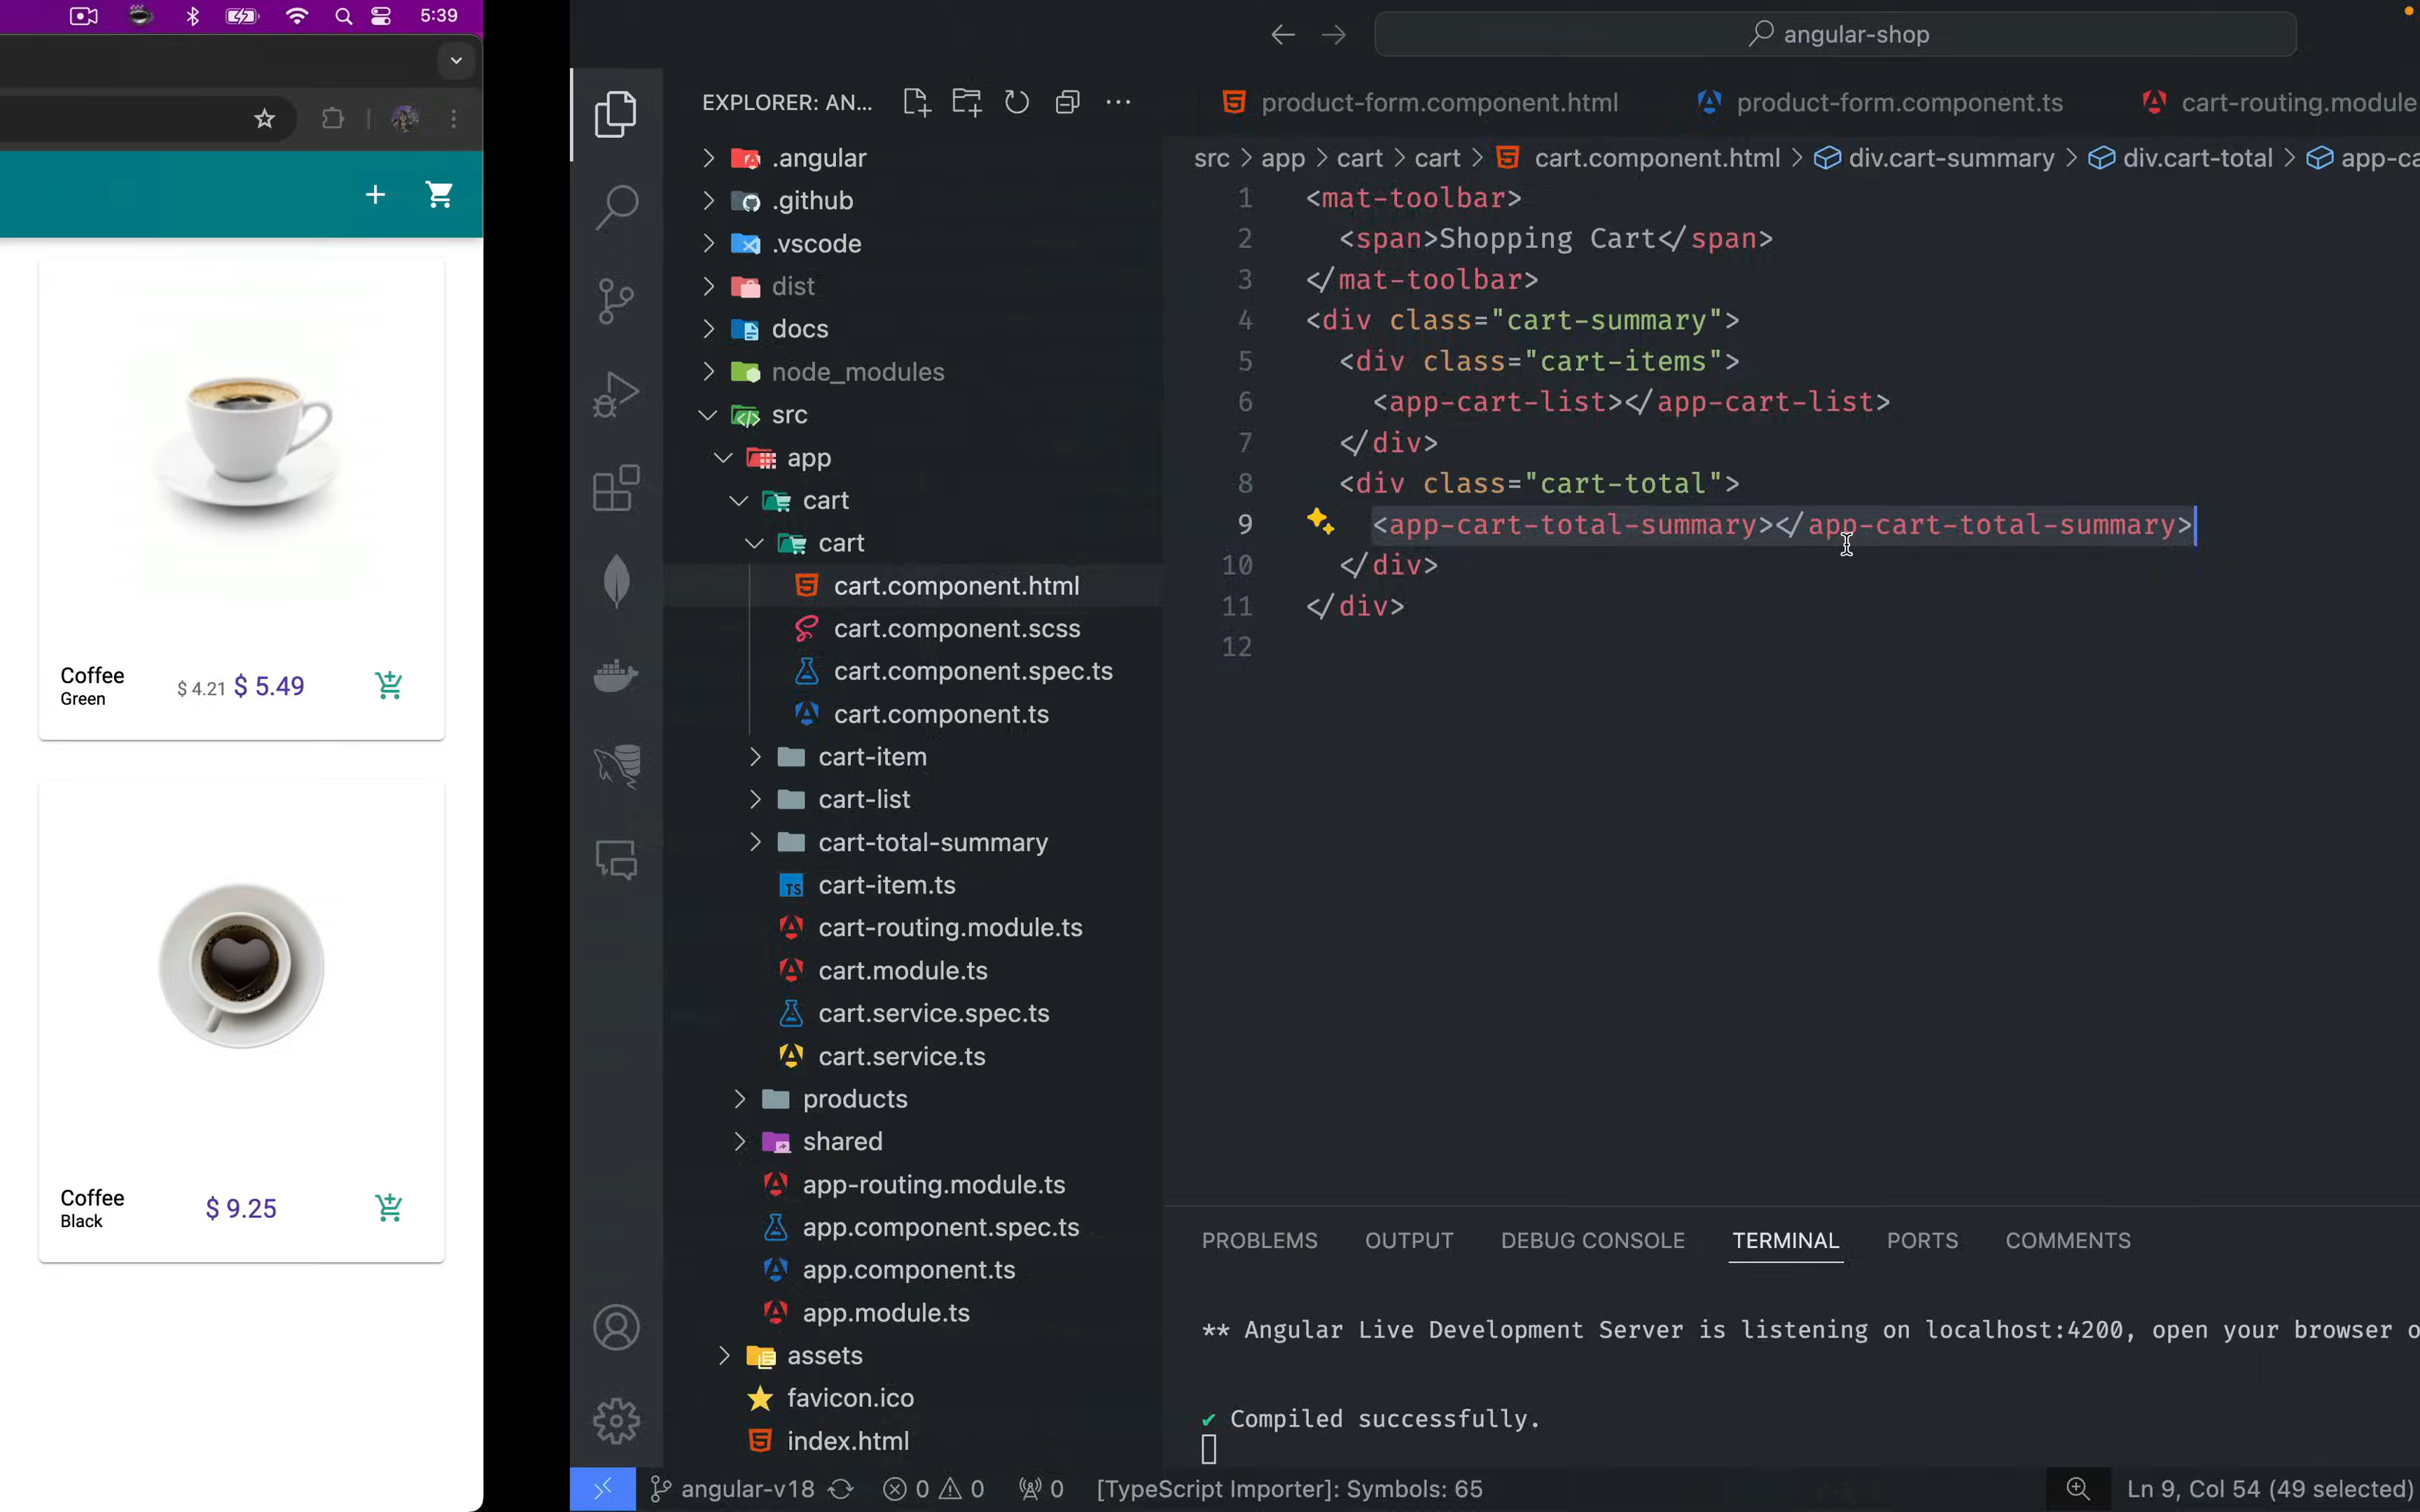 5:39
Coffee
Green
$ 4.21 $ 5.49
Coffee
Black
$ 9.25
angular-shop
EXPLORER: AN...
.angular
.github
.vscode
dist
docs
node_modules
src
app
cart
cart
cart.component.html
cart.component.scss
cart.component.spec.ts
cart.component.ts
cart-item
cart-list
cart-total-summary
TS cart-item.ts
cart-routing.module.ts
cart.module.ts
cart.service.spec.ts
cart.service.ts
products
shared
app-routing.module.ts
app.component.spec.ts
app.component.ts
app.module.ts
assets
favicon.ico
index.html
product-form.component.html product-form.component.ts cart-routing.module
src > app > cart > cart > cart.component.html > div.cart-summary > div.cart-total > app-ca
1 <mat-toolbar>
2 <span>Shopping Cart</span>
3 </mat-toolbar>
4 <div class="cart-summary">
5 <div class="cart-items">
6 <app-cart-list></app-cart-list>
7 </div>
8 <div class="cart-total">
9 <app-cart-total-summary></app-cart-total-summary>
10 </div>
11 </div>
12
PROBLEMS OUTPUT DEBUG CONSOLE TERMINAL PORTS COMMENTS
** Angular Live Development Server is listening on localhost:4200, open your browser o
✔ Compiled successfully.
angular-v18 0 0 0 [TypeScript Importer]: Symbols: 65 Ln 9, Col 54 (49 selected)